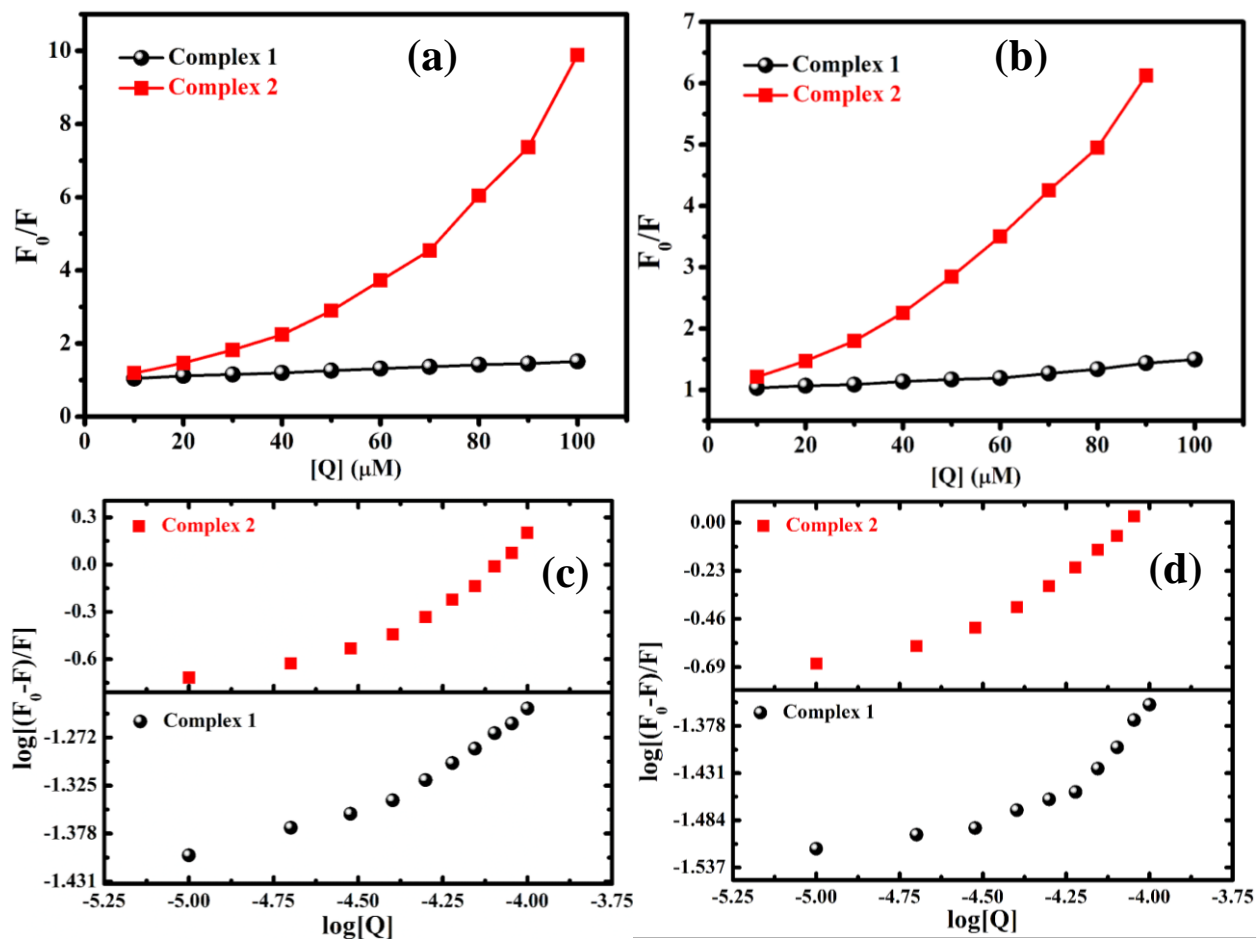 (a)
Complex 1
Complex 2
F₀/F
10
8
6
4
2
0
0 20 40 60 80 100
[Q] (μM)
(b)
Complex 1
Complex 2
F₀/F
7
6
5
4
3
2
1
0 20 40 60 80 100
[Q] (μM)
(c)
Complex 2
0.3
0.0
-0.3
-0.6
log[(F₀-F)/F]
Complex 1
-1.272
-1.325
-1.378
-1.431
-5.25 -5.00 -4.75 -4.50 -4.25 -4.00 -3.75
log[Q]
(d)
Complex 2
0.00
-0.23
-0.46
-0.69
log[(F₀-F)/F]
Complex 1
-1.378
-1.431
-1.484
-1.537
-5.25 -5.00 -4.75 -4.50 -4.25 -4.00 -3.75
log[Q]